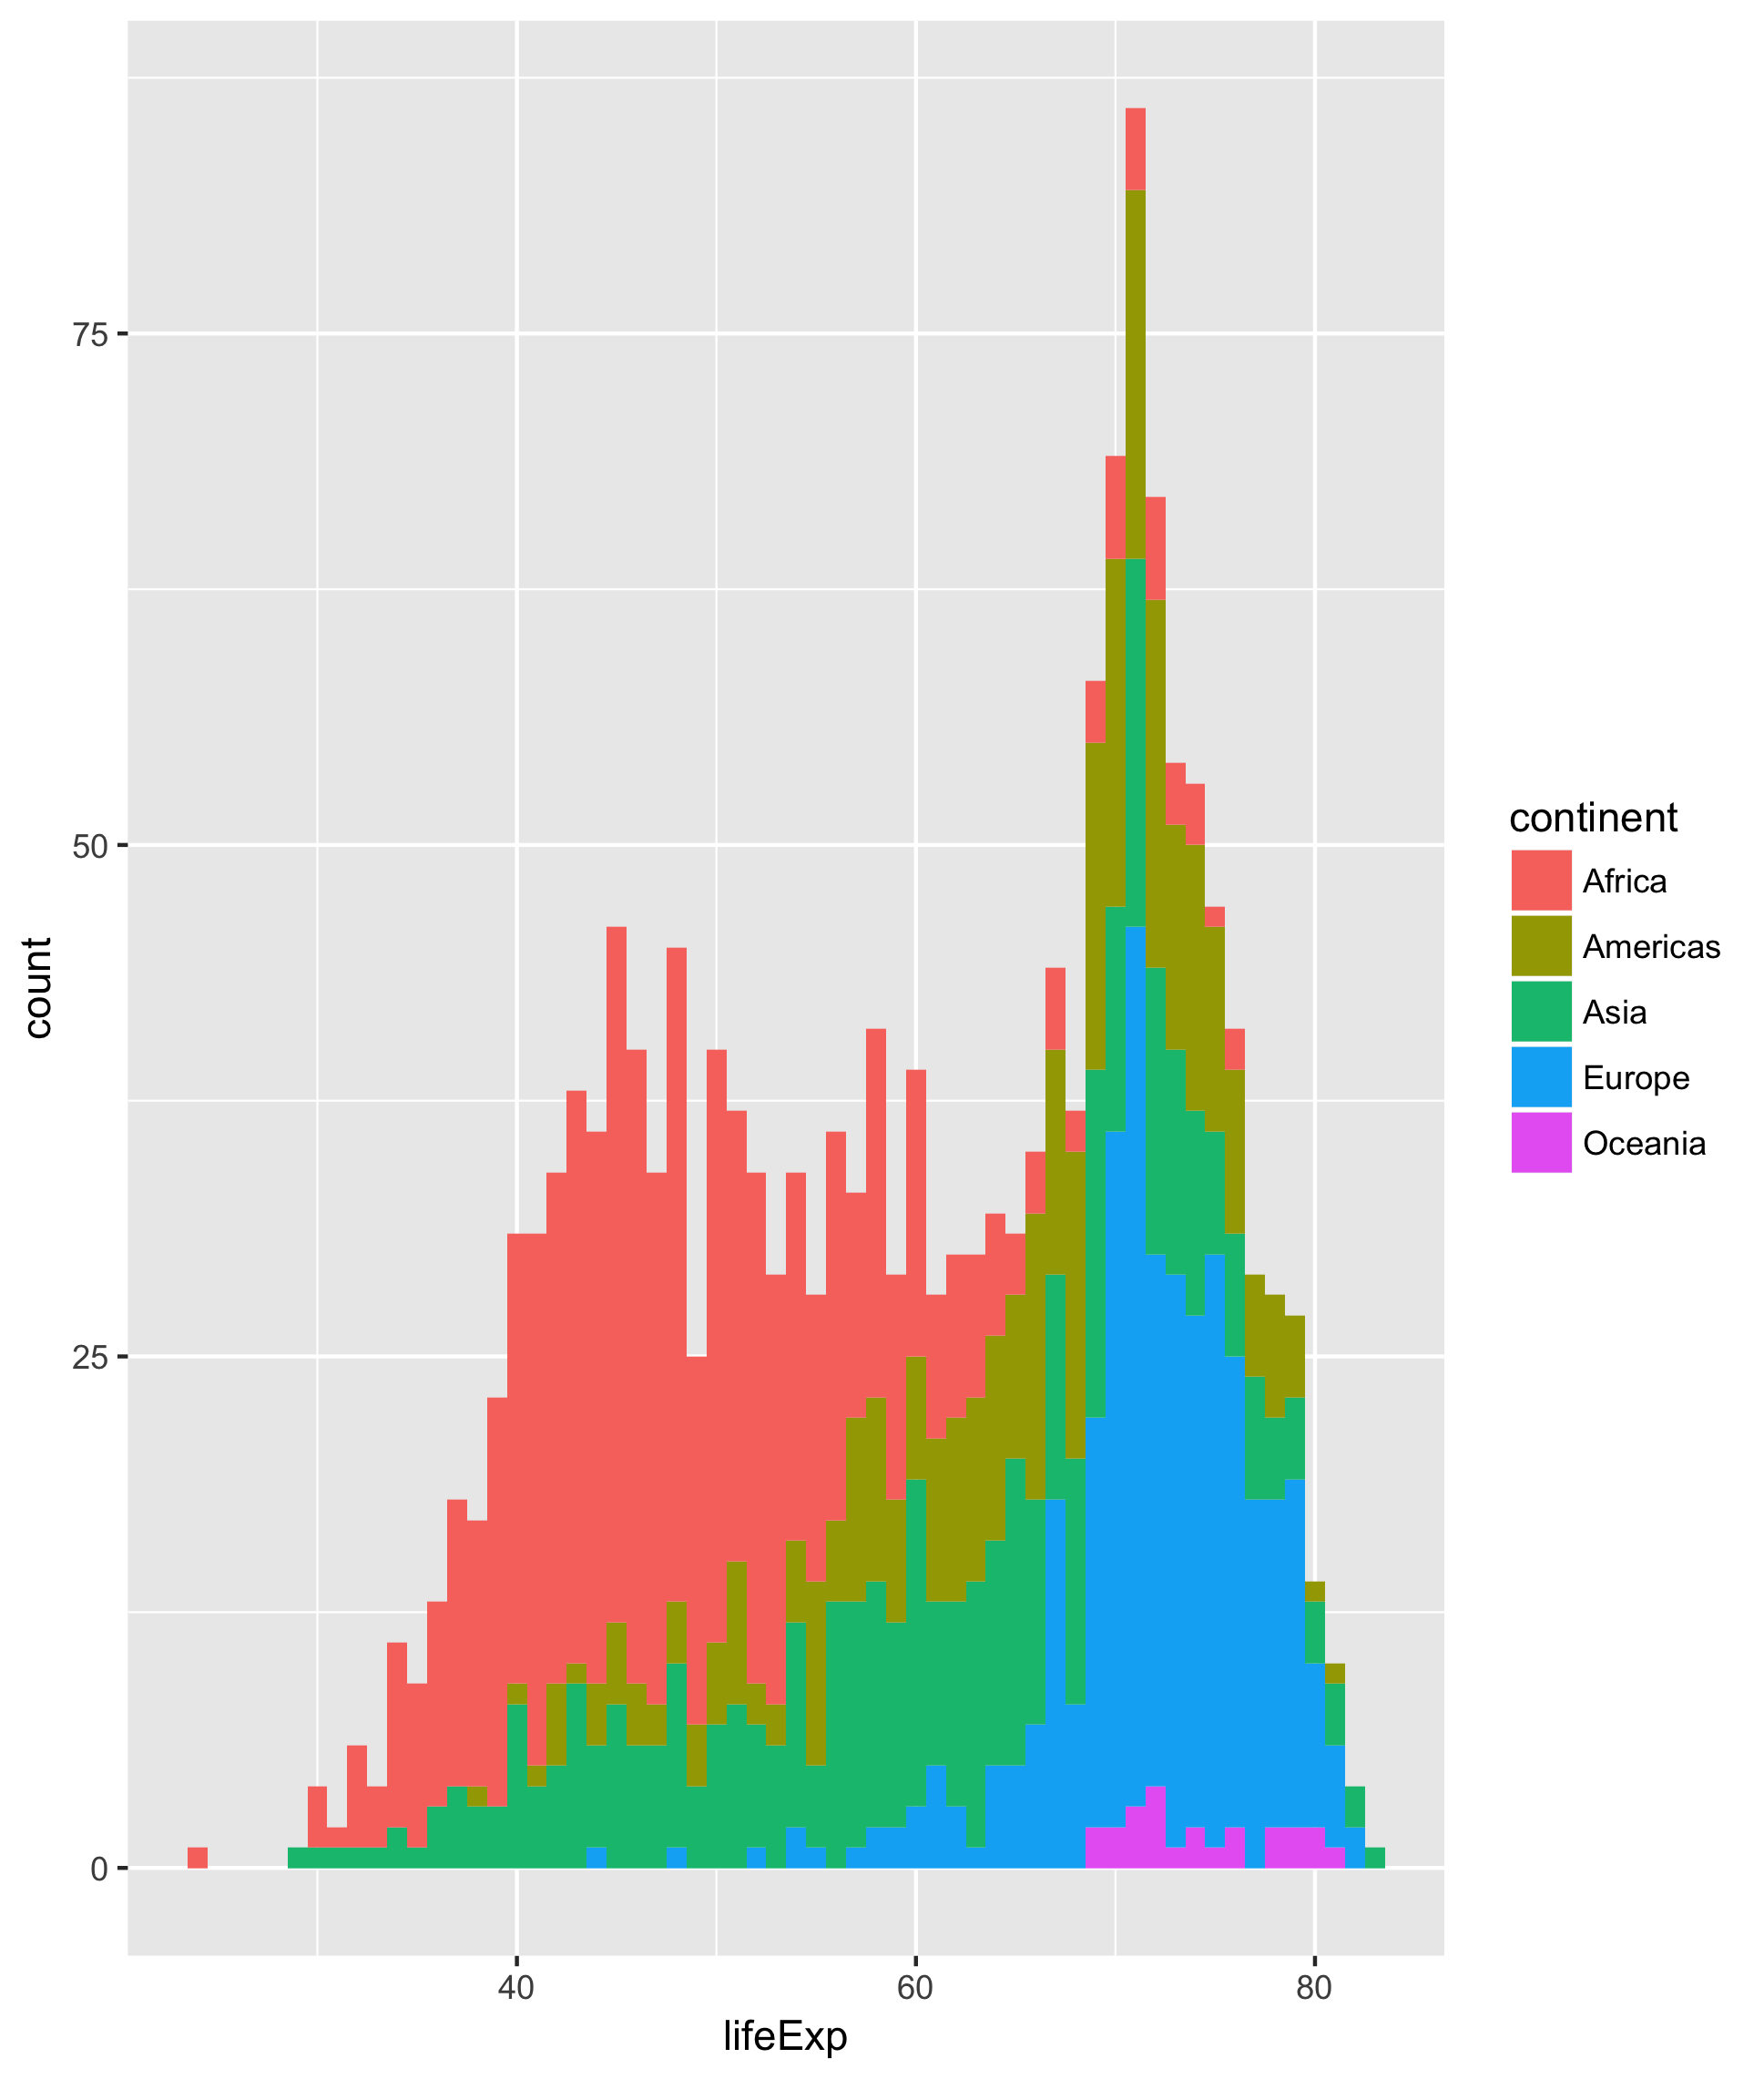 75
50
25
0
count
40
60
80
lifeExp
continent
Africa
Americas
Asia
Europe
Oceania